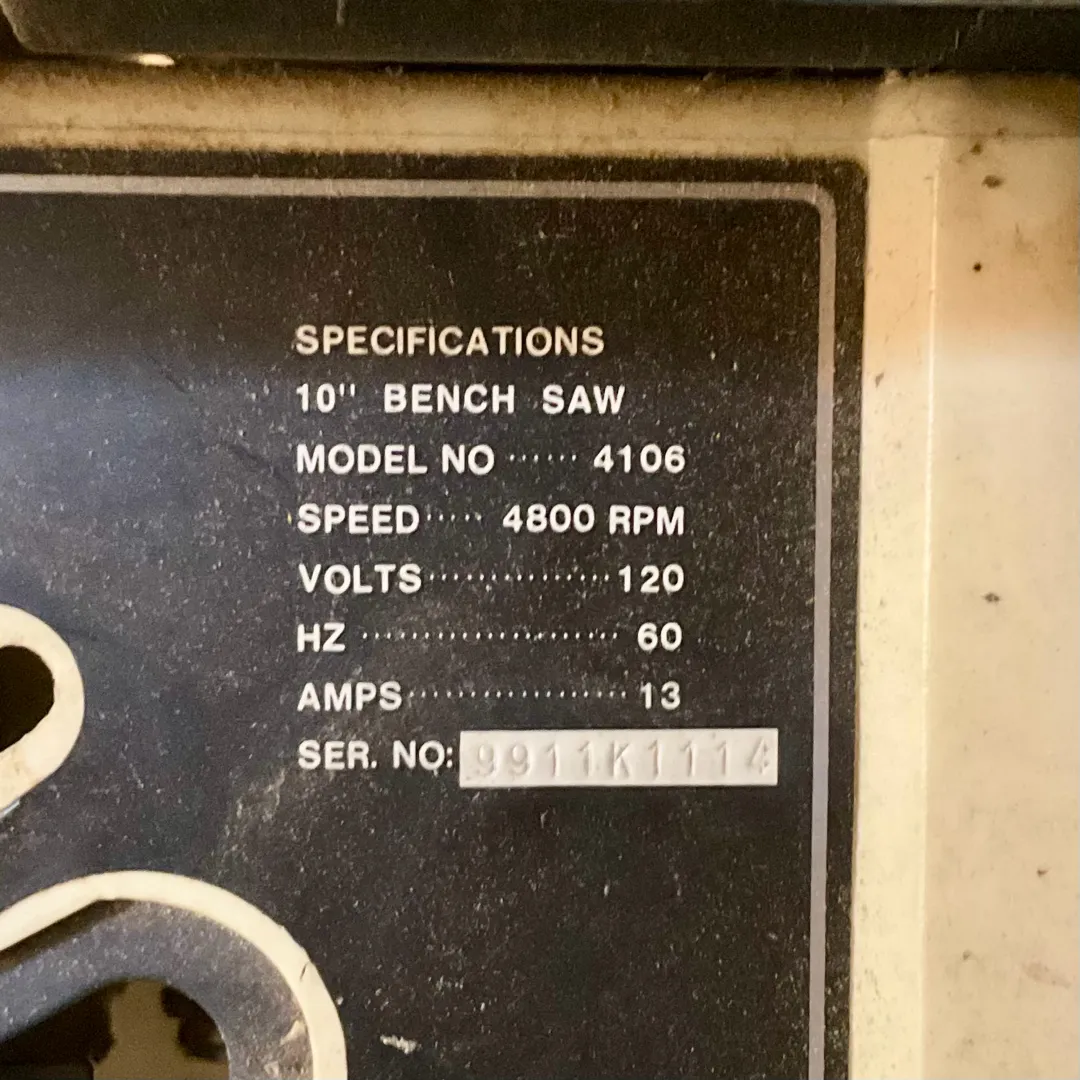 SPECIFICATIONS
10" BENCH SAW
MODEL NO ······ 4106
SPEED ····· 4800 RPM
VOLTS ··············· 120
HZ ····················· 60
AMPS ·················· 13
SER. NO: 9911K1114